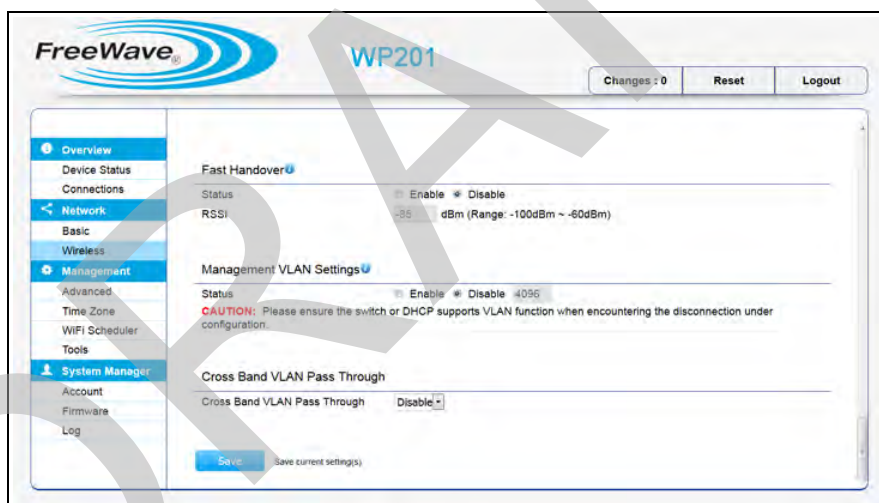 FreeWave®
WP201
Changes : 0 Reset Logout
Overview
Device Status
Connections
Network
Basic
Wireless
Management
Advanced
Time Zone
WiFi Scheduler
Tools
System Manager
Account
Firmware
Log
Fast Handover
Status Enable Disable
RSSI -85 dBm (Range: -100dBm ~ -60dBm)
Management VLAN Settings
Status Enable Disable 4096
CAUTION: Please ensure the switch or DHCP supports VLAN function when encountering the disconnection under
configuration.
Cross Band VLAN Pass Through
Cross Band VLAN Pass Through Disable
Save Save current setting(s)
DRA